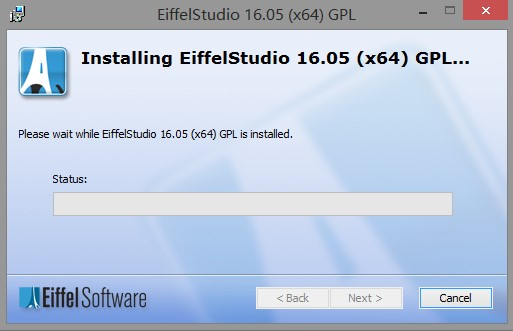 EiffelStudio 16.05 (x64) GPL
Installing EiffelStudio 16.05 (x64) GPL...
Please wait while EiffelStudio 16.05 (x64) GPL is installed.
Status:
Eiffel Software
< Back
Next >
Cancel